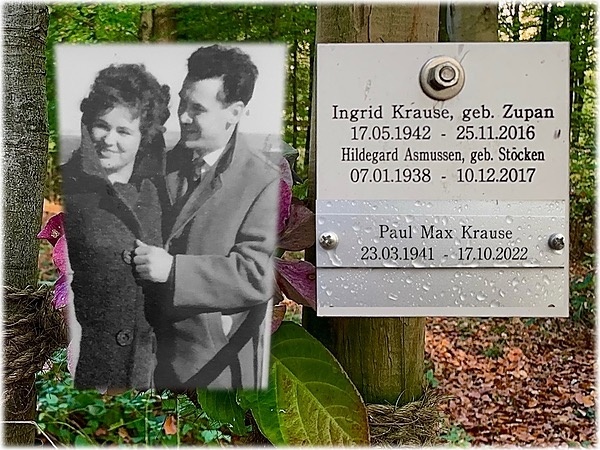 Ingrid Krause, geb. Zupan
17.05.1942 - 25.11.2016
Hildegard Asmussen, geb. Stöcken
07.01.1938 - 10.12.2017
Paul Max Krause
23.03.1941 - 17.10.2022